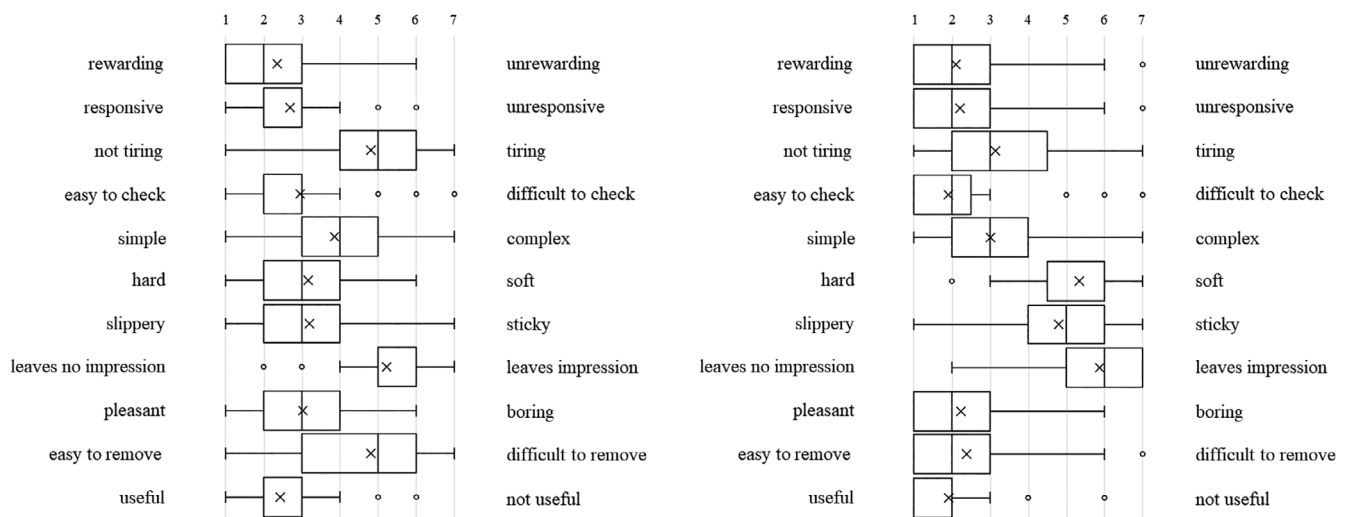 1 2 3 4 5 6 7 1 2 3 4 5 6 7
rewarding unrewarding rewarding unrewarding
responsive unresponsive responsive unresponsive
not tiring tiring not tiring tiring
easy to check difficult to check easy to check difficult to check
simple complex simple complex
hard soft hard soft
slippery sticky slippery sticky
leaves no impression leaves impression leaves no impression leaves impression
pleasant boring pleasant boring
easy to remove difficult to remove easy to remove difficult to remove
useful not useful useful not useful